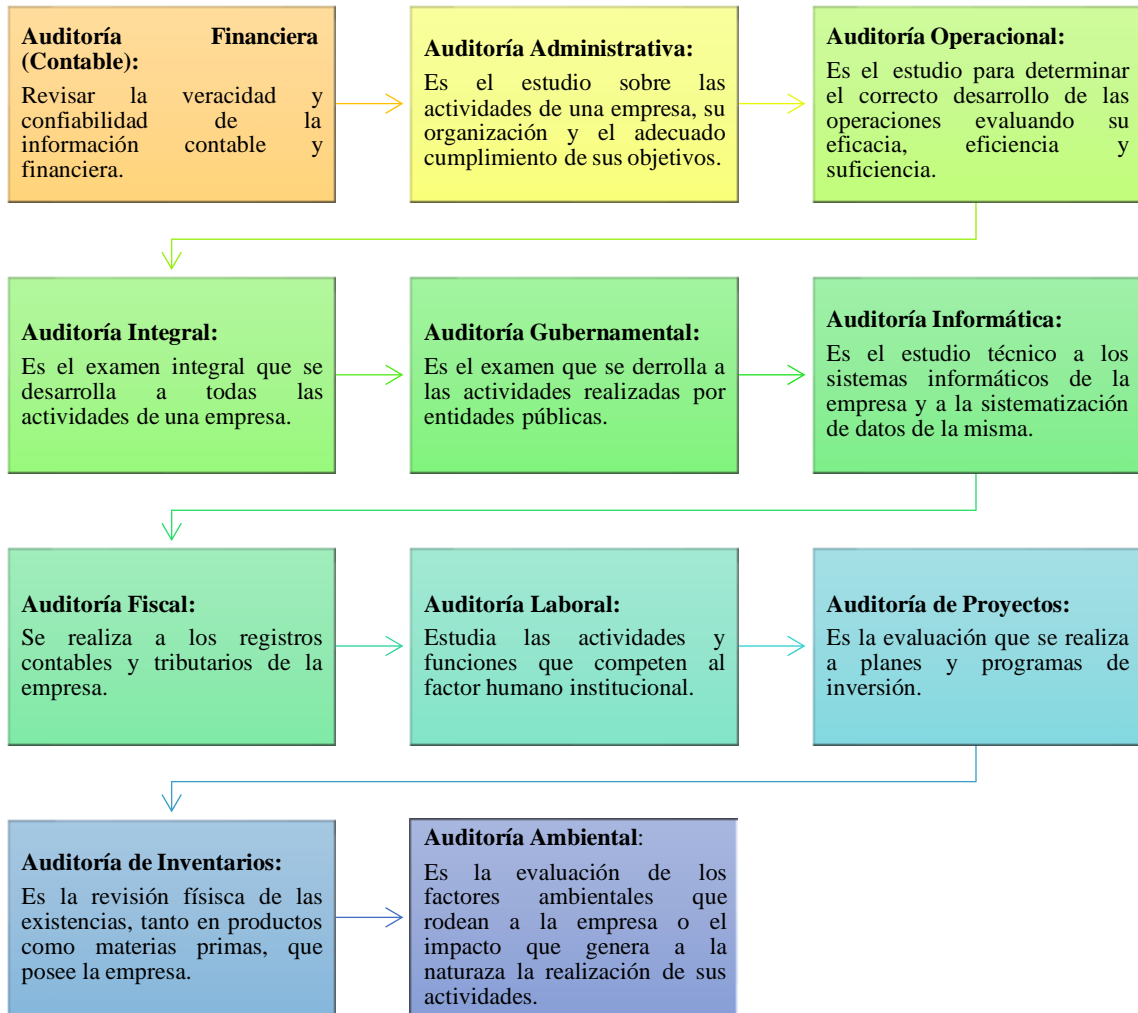 Auditoría Financiera
(Contable):
Revisar la veracidad y
confiabilidad de la
información contable y
financiera.
Auditoría Administrativa:
Es el estudio sobre las
actividades de una empresa, su
organización y el adecuado
cumplimiento de sus objetivos.
Auditoría Operacional:
Es el estudio para determinar
el correcto desarrollo de las
operaciones evaluando su
eficacia, eficiencia y
suficiencia.
Auditoría Integral:
Es el examen integral que se
desarrolla a todas las
actividades de una empresa.
Auditoría Gubernamental:
Es el examen que se derrolla a
las actividades realizadas por
entidades públicas.
Auditoría Informática:
Es el estudio técnico a los
sistemas informáticos de la
empresa y a la sistematización
de datos de la misma.
Auditoría Fiscal:
Se realiza a los registros
contables y tributarios de la
empresa.
Auditoría Laboral:
Estudia las actividades y
funciones que competen al
factor humano institucional.
Auditoría de Proyectos:
Es la evaluación que se realiza
a planes y programas de
inversión.
Auditoría de Inventarios:
Es la revisión físisca de las
existencias, tanto en productos
como materias primas, que
posee la empresa.
Auditoría Ambiental:
Es la evaluación de los
factores ambientales que
rodean a la empresa o el
impacto que genera a la
naturaza la realización de sus
actividades.